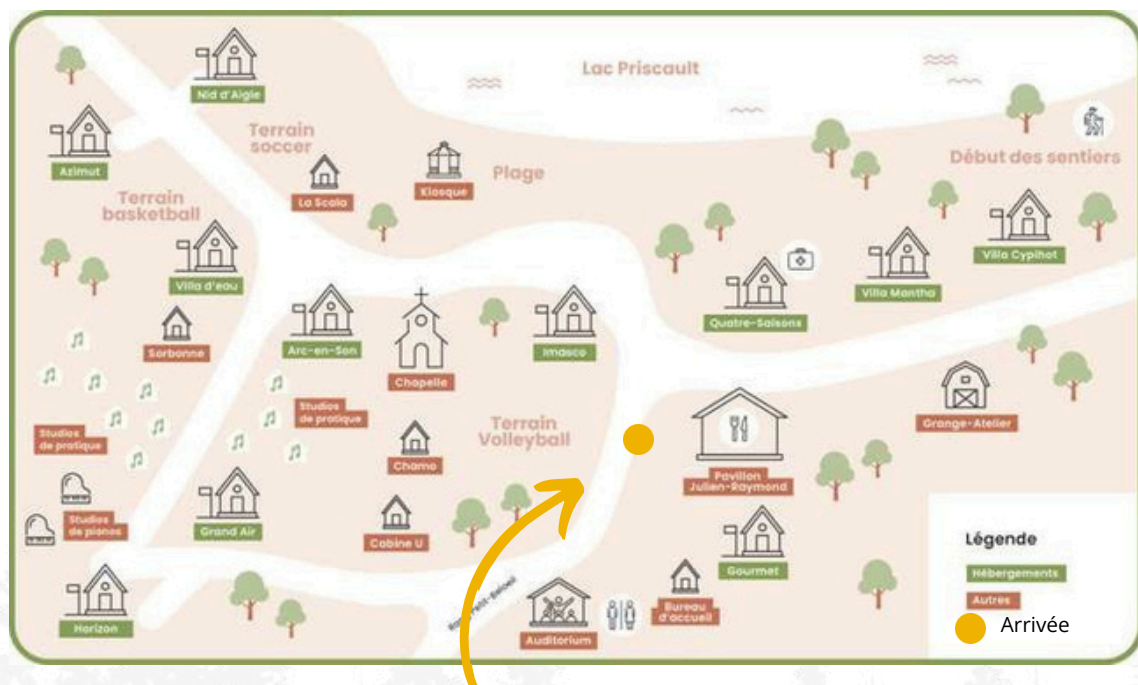 Lac Priscault
Nid d'Aigle
Terrain
soccer
Début des sentiers
Azimut
Plage
La Scala
Kiosque
Terrain
basketball
Villa d'eau
Villa Cypihot
Villa Mantha
Quatre-Saisons
Sorbonne
Arc-en-Son
Imasco
Chapelle
Studios
de pratique
Terrain
Volleyball
Grange-Atelier
Studios
de pratique
Chamo
Pavillon
Julien-Raymond
Studios
de pianos
Grand Air
Cabine U
Gourmet
Horizon
Petit-Beloeil
Bureau
d'accueil
Auditorium
Légende
Hébergements
Autres
Arrivée